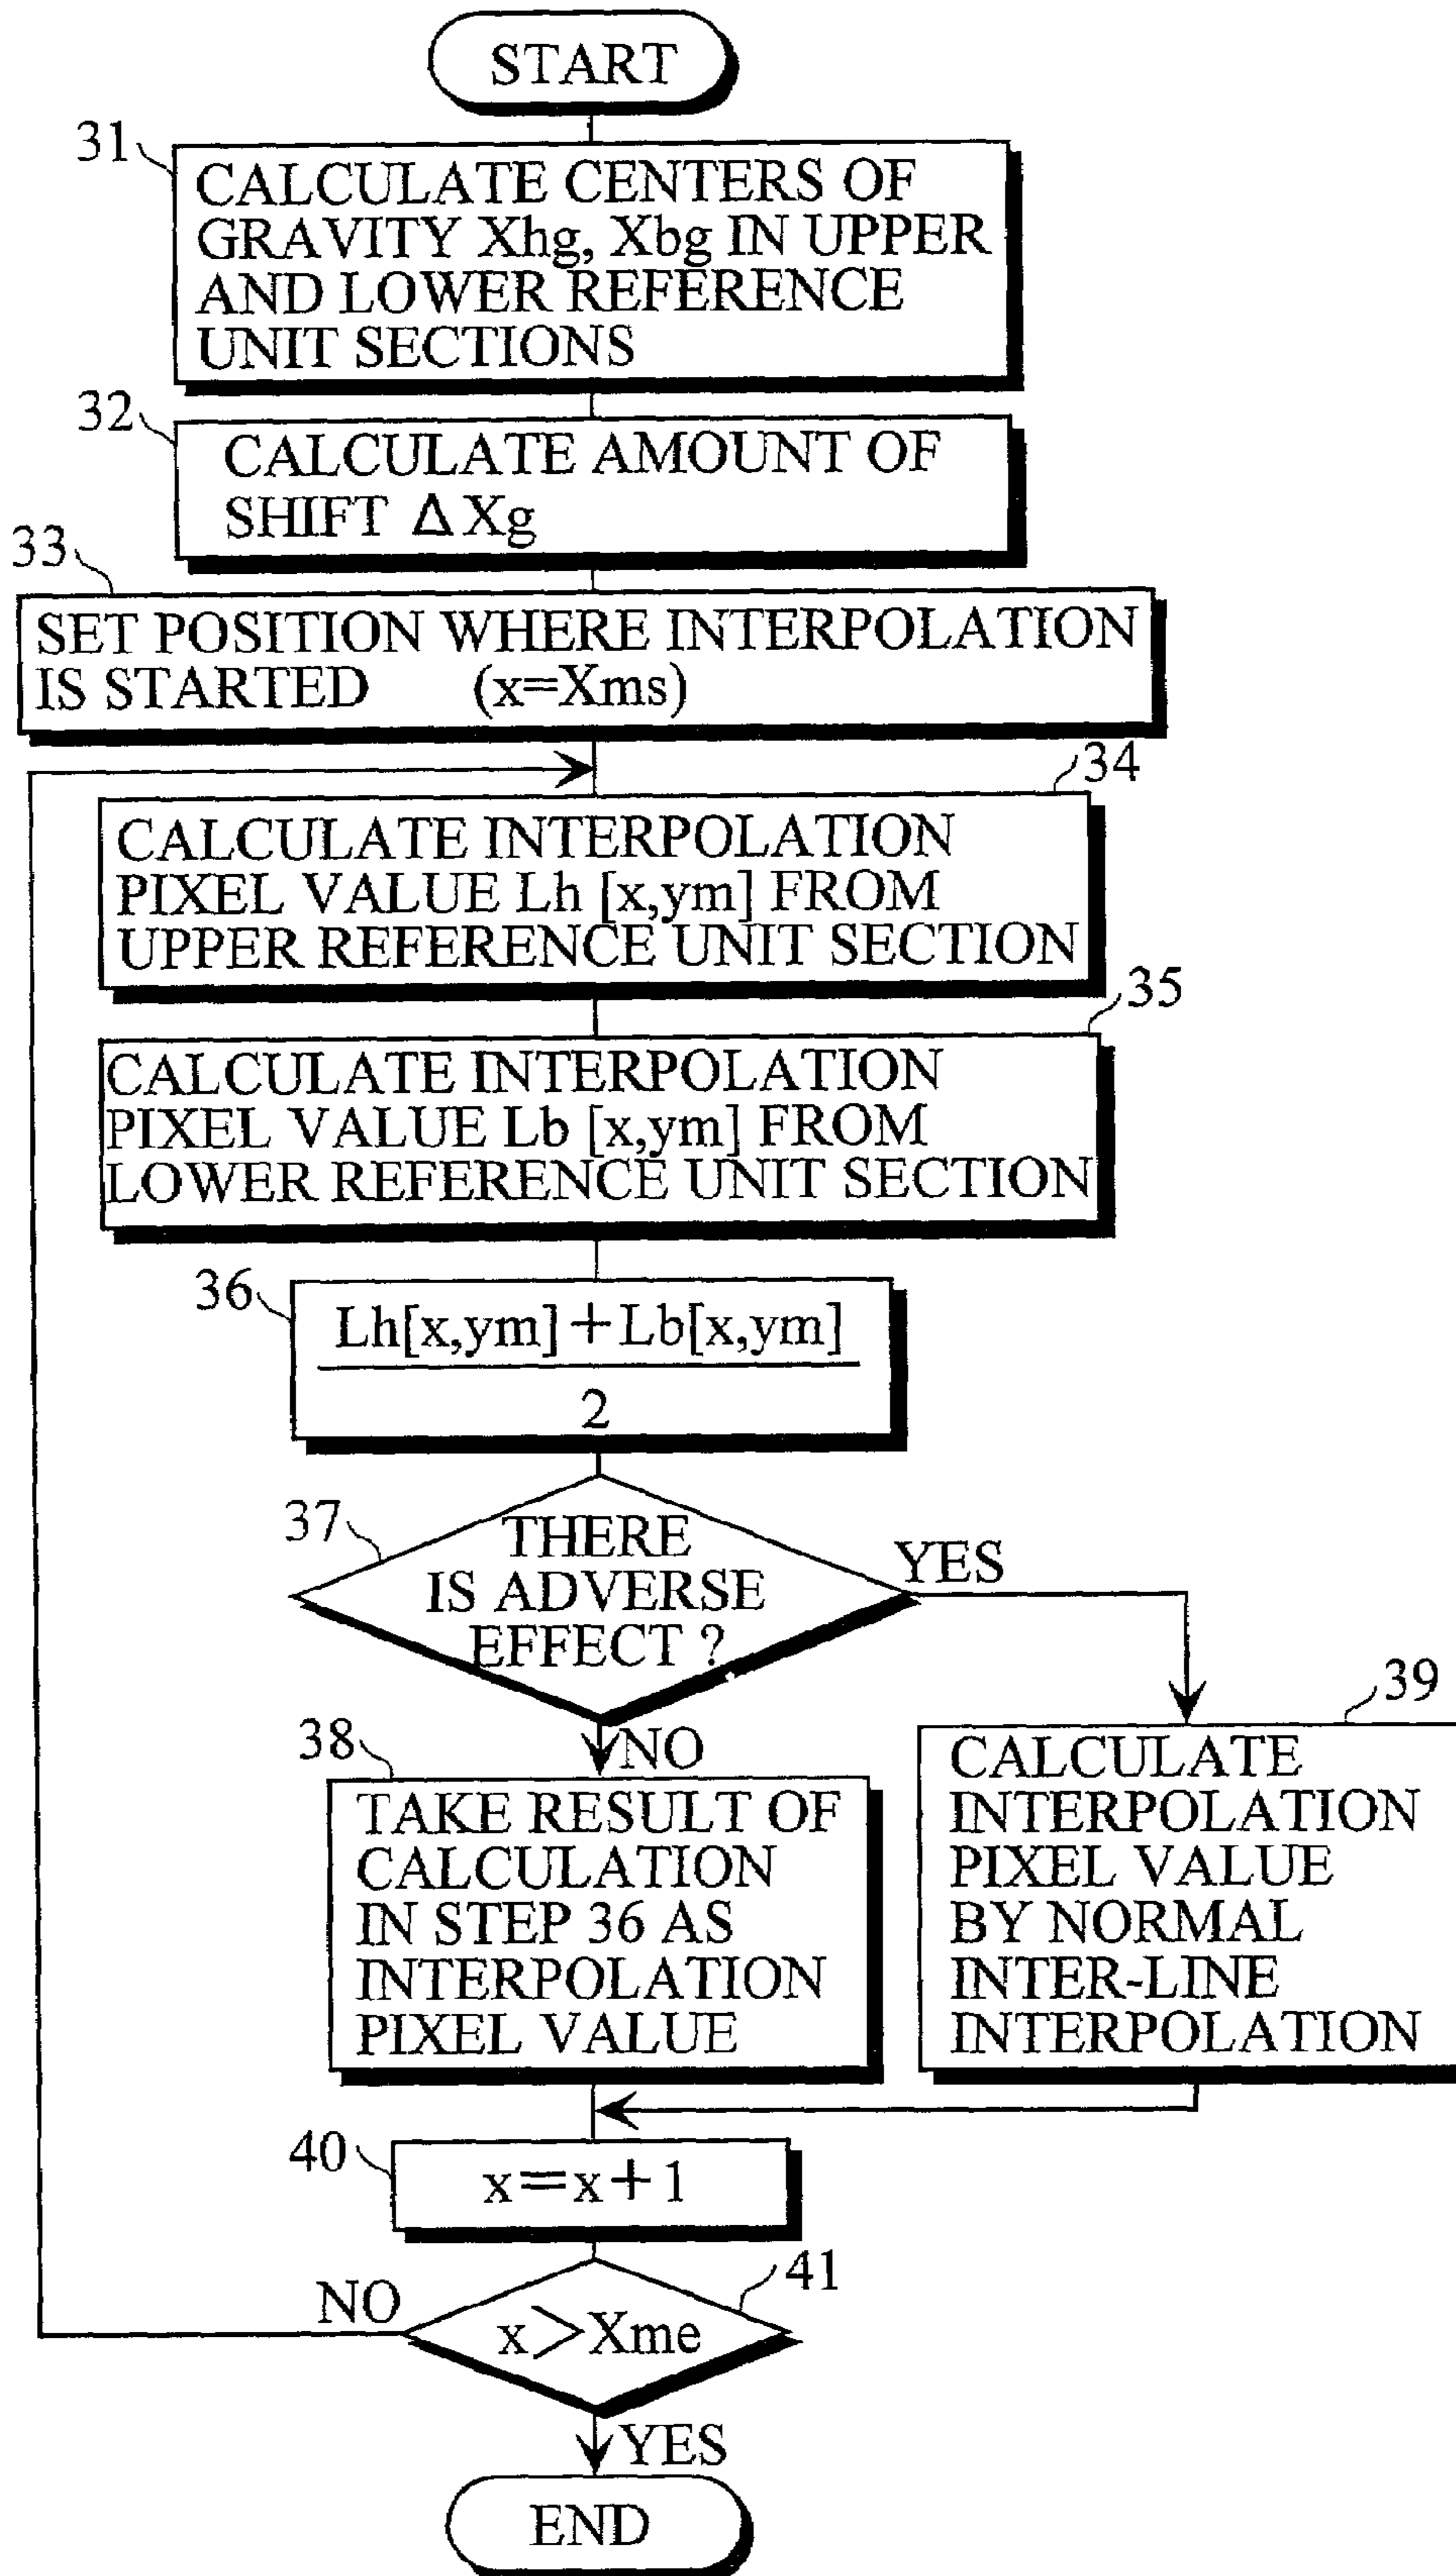 START
31
CALCULATE CENTERS OF
GRAVITY Xhg, Xbg IN UPPER
AND LOWER REFERENCE
UNIT SECTIONS
32
CALCULATE AMOUNT OF
SHIFT ΔXg
33
SET POSITION WHERE INTERPOLATION
IS STARTED (x=Xms)
34
CALCULATE INTERPOLATION
PIXEL VALUE Lh [x,ym] FROM
UPPER REFERENCE UNIT SECTION
35
CALCULATE INTERPOLATION
PIXEL VALUE Lb [x,ym] FROM
LOWER REFERENCE UNIT SECTION
36
Lh[x,ym]+Lb[x,ym]
2
37
THERE
IS ADVERSE
EFFECT ?
YES
NO
38
TAKE RESULT OF
CALCULATION
IN STEP 36 AS
INTERPOLATION
PIXEL VALUE
39
CALCULATE
INTERPOLATION
PIXEL VALUE
BY NORMAL
INTER-LINE
INTERPOLATION
40
x=x+1
41
NO
x>Xme
YES
END